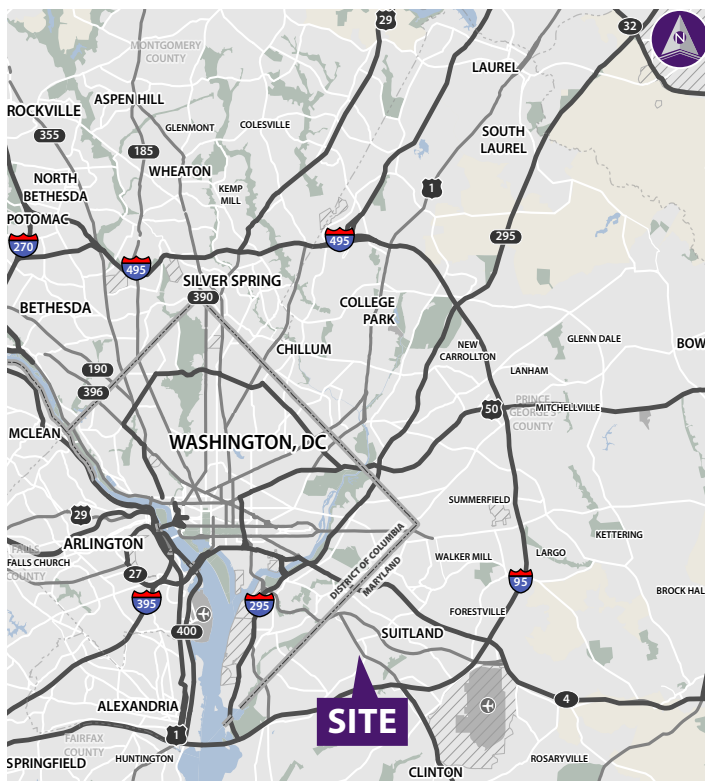 29
32
N
MONTGOMERY
COUNTY
LAUREL
ASPEN HILL
ROCKVILLE
GLENMONT
COLESVILLE
355
SOUTH
LAUREL
185
WHEATON
NORTH
BETHESDA
KEMP
MILL
1
POTOMAC
270
495
495
295
SILVER SPRING
390
BETHESDA
COLLEGE
PARK
CHILLUM
NEW
CARROLLTON
GLENN DALE
BOW
190
LANHAM
396
PRINCE
GEORGE'S
COUNTY
50
MITCHELLVILLE
MCLEAN
WASHINGTON, DC
SUMMERFIELD
29
ARLINGTON
DISTRICT OF COLUMBIA
MARYLAND
KETTERING
FALLS
FALLS CHURCH
COUNTY
WALKER MILL
LARGO
27
395
295
95
BROCK HAL
FORESTVILLE
400
SUITLAND
ALEXANDRIA
SITE
4
1
FAIRFAX
COUNTY
SPRINGFIELD
HUNTINGTON
CLINTON
ROSARYVILLE